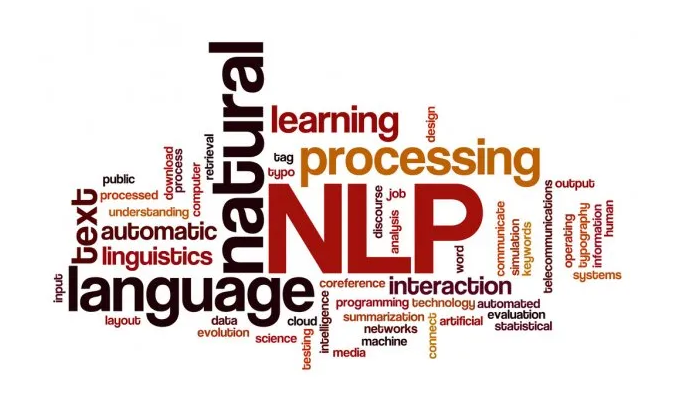 natural
learning
design
processing
tag
typo
NLP
retrieval
download
process
computer
public
processed
understanding
text
automatic
linguistics
language
input
layout
data
evolution
science
cloud
testing
intelligence
media
coreference
interaction
programming
technology
automated
summarization
networks
machine
connect
artificial
evaluation
statistical
discourse
job
analysis
word
communicate
simulation
keywords
telecommunications
output
operating
typography
information
human
systems